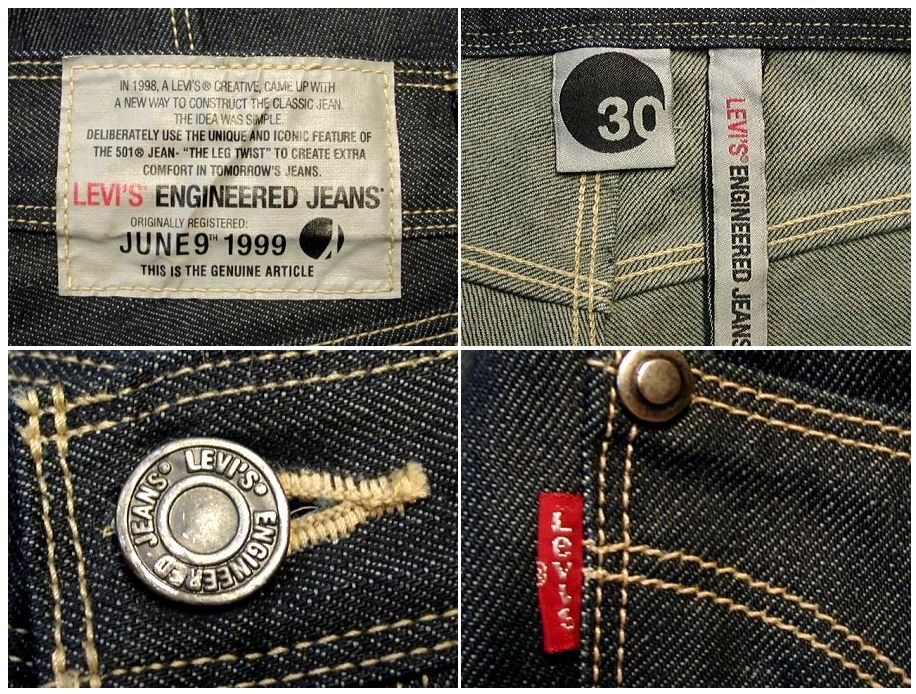 IN 1998, A LEVI'S® CREATIVE, CAME UP WITH
A NEW WAY TO CONSTRUCT THE CLASSIC JEAN.
THE IDEA WAS SIMPLE.
DELIBERATELY USE THE UNIQUE AND ICONIC FEATURE OF
THE 501® JEAN- "THE LEG TWIST" TO CREATE EXTRA
COMFORT IN TOMORROW'S JEANS.
LEVI'S® ENGINEERED JEANS®
ORIGINALLY REGISTERED:
JUNE 9TH 1999
THIS IS THE GENUINE ARTICLE
30
LEVI'S® ENGINEERED JEANS
LEVI'S® ENGINEERED JEANS®
Levi's
®